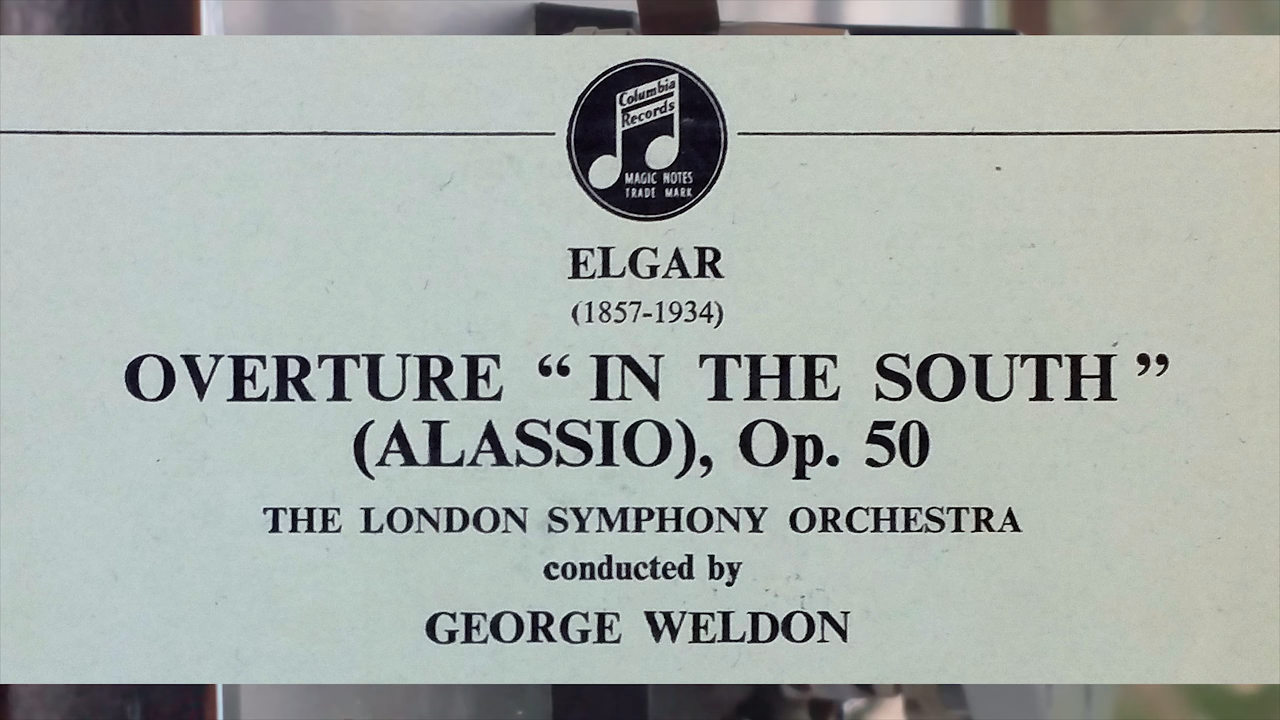 Columbia
Records
MAGIC NOTES
TRADE MARK
ELGAR
(1857-1934)
OVERTURE “ IN THE SOUTH ”
(ALASSIO), Op. 50
THE LONDON SYMPHONY ORCHESTRA
conducted by
GEORGE WELDON